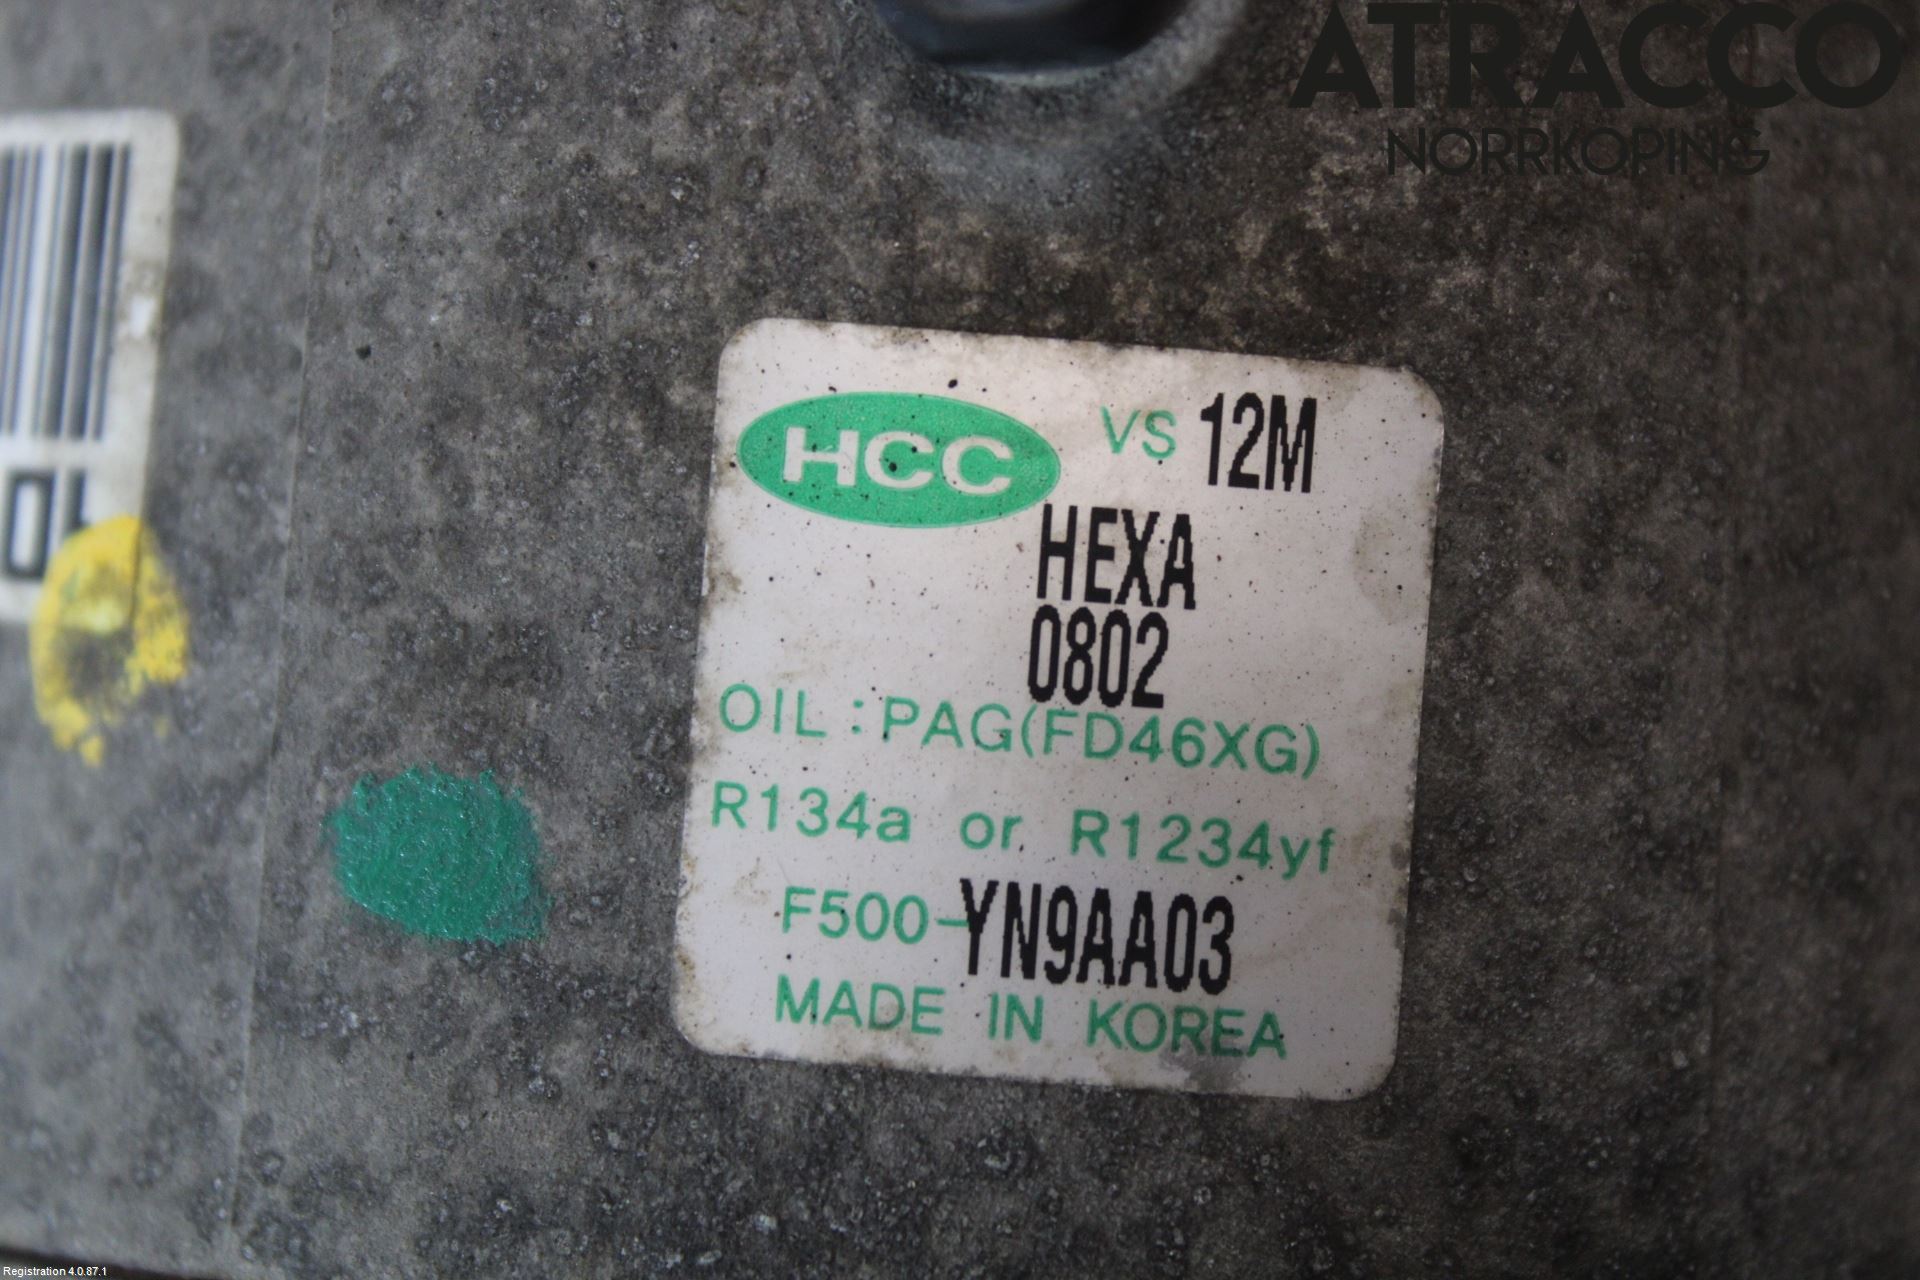 ATRACCO
NORRKOPING
HCC VS 12M
HEXA
0802
OIL : PAG(FD46XG)
R134a or R1234yf
F500-YN9AA03
MADE IN KOREA
Registration 4.0.87.1